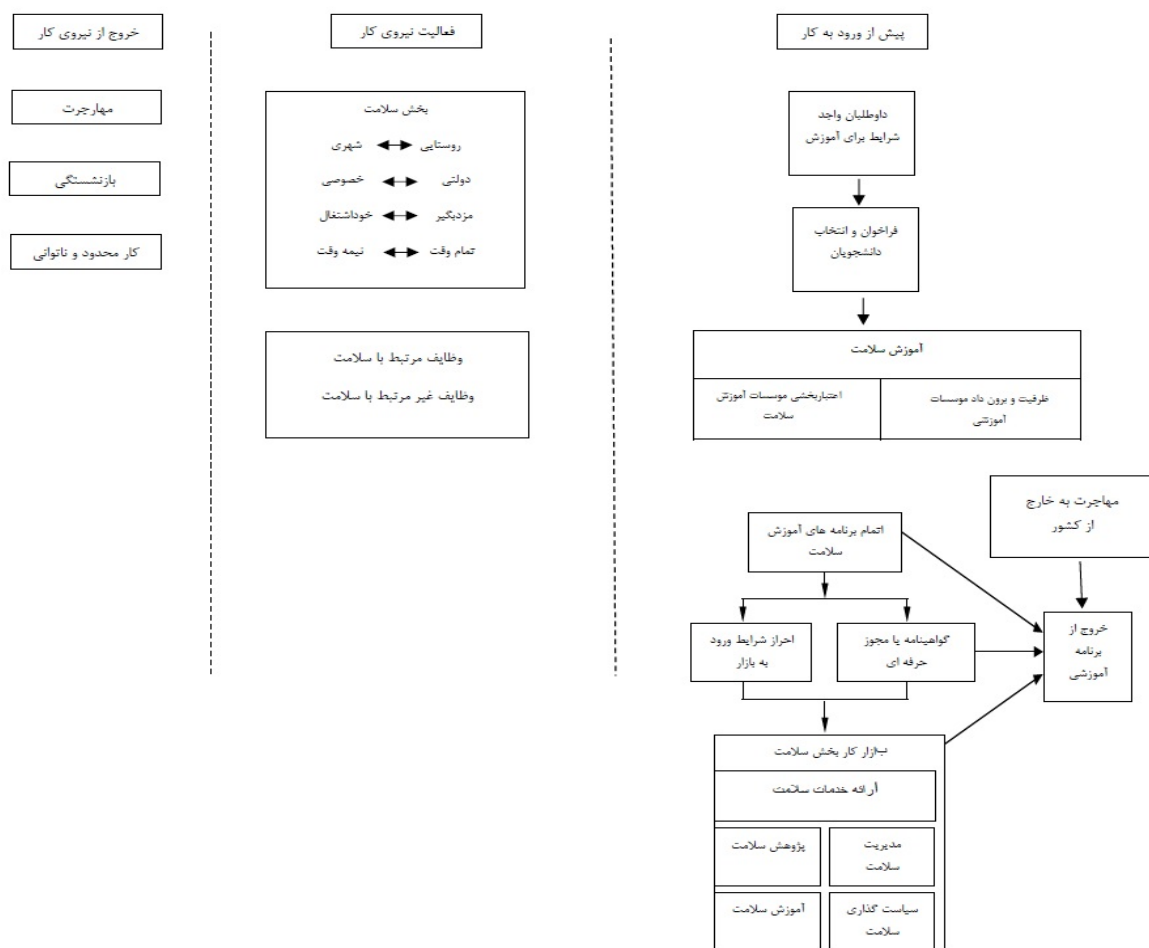 پیش از ورود به کار
داوطلبان واجد
شرایط برای آموزش
فراخوان و انتخاب
دانشجویان
آموزش سلامت
ظرفیت و برون داد موسسات
آموزشی
اعتباربخشی موسسات آموزش
سلامت
مهاجرت به خارج
از کشور
اتمام برنامه های آموزش
سلامت
گواهینامه یا مجوز
حرفه ای
احراز شرایط ورود
به بازار
خروج از
برنامه
آموزشی
بازار کار بخش سلامت
أرائه خدمات سلامت
مدیریت
سلامت
پژوهش سلامت
سیاست گذاری
سلامت
آموزش سلامت
فعالیت نیروی کار
بخش سلامت
روستایی شهری
دولتی خصوصی
مزدبگیر خوداشتغال
تمام وقت نیمه وقت
وظایف مرتبط با سلامت
وظایف غیر مرتبط با سلامت
خروج از نیروی کار
مهارجرت
بازنشستگی
کار محدود و ناتوانی